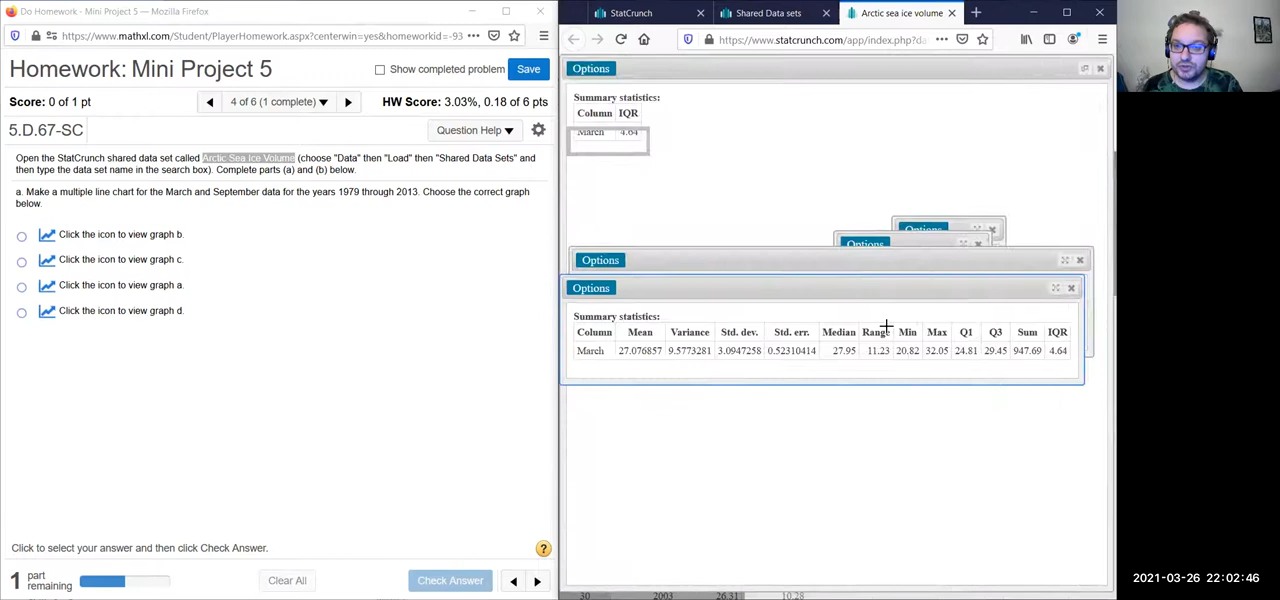 Do Homework - Mini Project 5 — Mozilla Firefox
https://www.mathxl.com/Student/PlayerHomework.aspx?centerwin=yes&homeworkid=-93
Homework: Mini Project 5
Show completed problem
Save
Score: 0 of 1 pt
4 of 6 (1 complete)
HW Score: 3.03%, 0.18 of 6 pts
5.D.67-SC
Question Help
Open the StatCrunch shared data set called Arctic Sea Ice Volume (choose "Data" then "Load" then "Shared Data Sets" and
then type the data set name in the search box). Complete parts (a) and (b) below.
a. Make a multiple line chart for the March and September data for the years 1979 through 2013. Choose the correct graph
below.
Click the icon to view graph b.
Click the icon to view graph c.
Click the icon to view graph a.
Click the icon to view graph d.
Click to select your answer and then click Check Answer.
?
1 part
remaining
Clear All
Check Answer
StatCrunch
Shared Data sets
Arctic sea ice volume
https://www.statcrunch.com/app/index.php?da
Options
Summary statistics:
Column IQR
March 4.64
Options
Options
Options
Options
Summary statistics:
Column Mean Variance Std. dev. Std. err. Median Range Min Max Q1 Q3 Sum IQR
March 27.076857 9.5773281 3.0947258 0.52310414 27.95 11.23 20.82 32.05 24.81 29.45 947.69 4.64
30 2003 26.31 10.28
2021-03-26 22:02:46